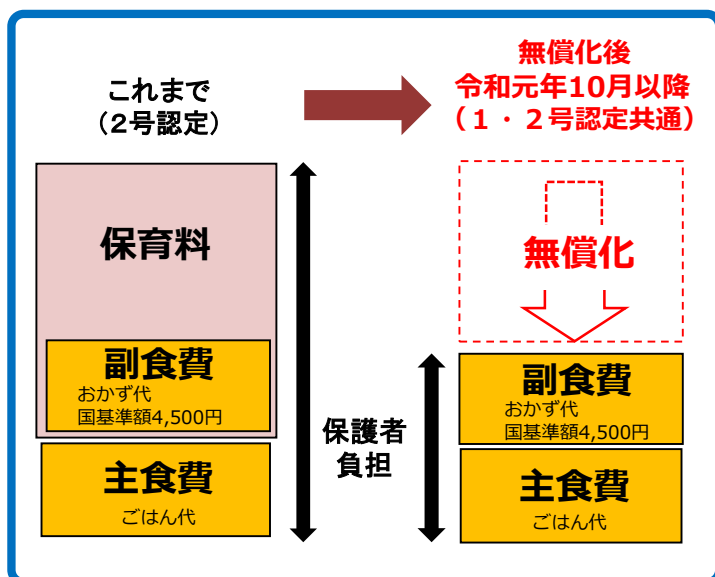 これまで
（２号認定）
無償化後
令和元年10月以降
（１・２号認定共通）
保育料
副食費
おかず代
国基準額4,500円
主食費
ごはん代
保護者
負担
無償化
副食費
おかず代
国基準額4,500円
主食費
ごはん代